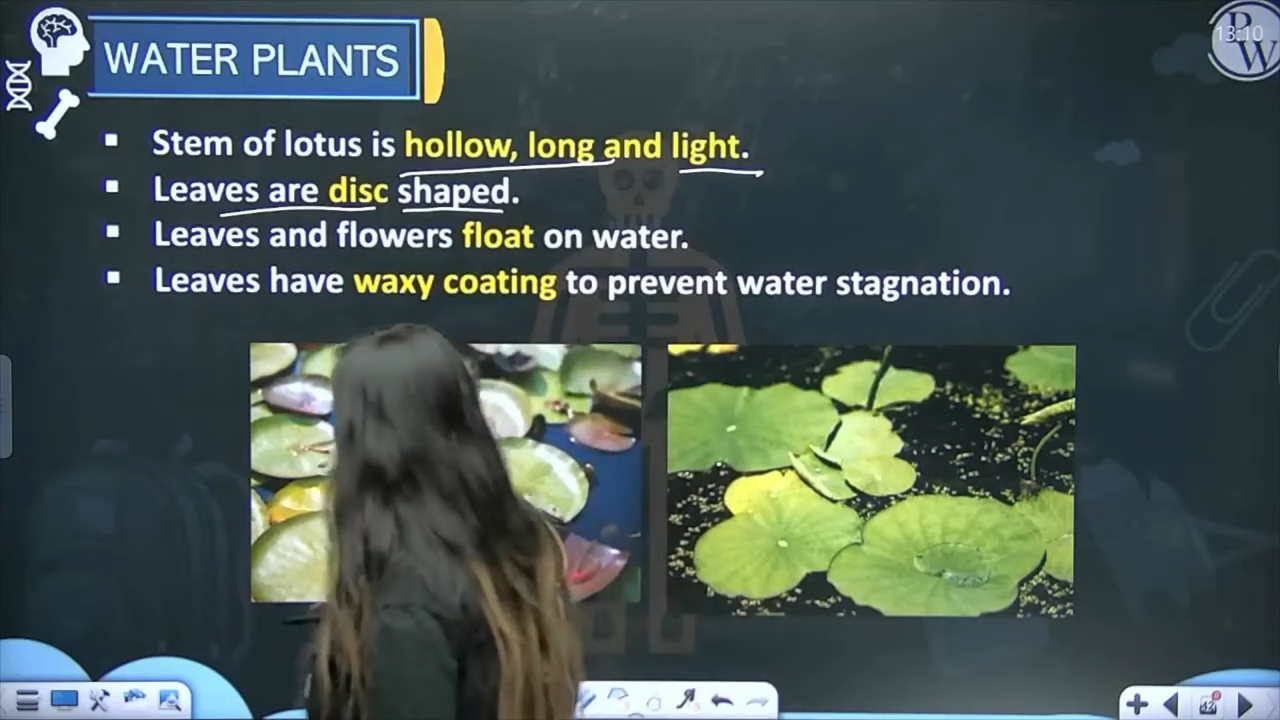 WATER PLANTS
13:10
PW
Stem of lotus is hollow, long and light.
Leaves are disc shaped.
Leaves and flowers float on water.
Leaves have waxy coating to prevent water stagnation.